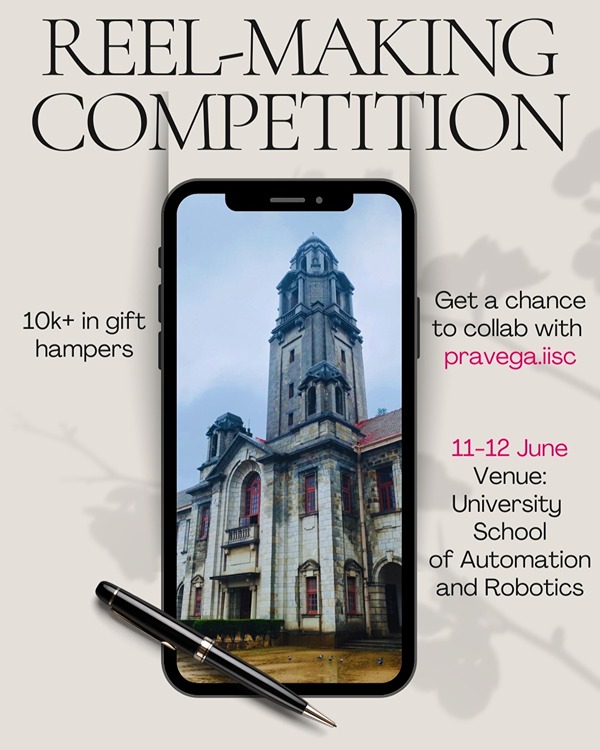 REEL-MAKING
COMPETITION
10k+ in gift
hampers
Get a chance
to collab with
pravega.iisc
11-12 June
Venue:
University
School
of Automation
and Robotics